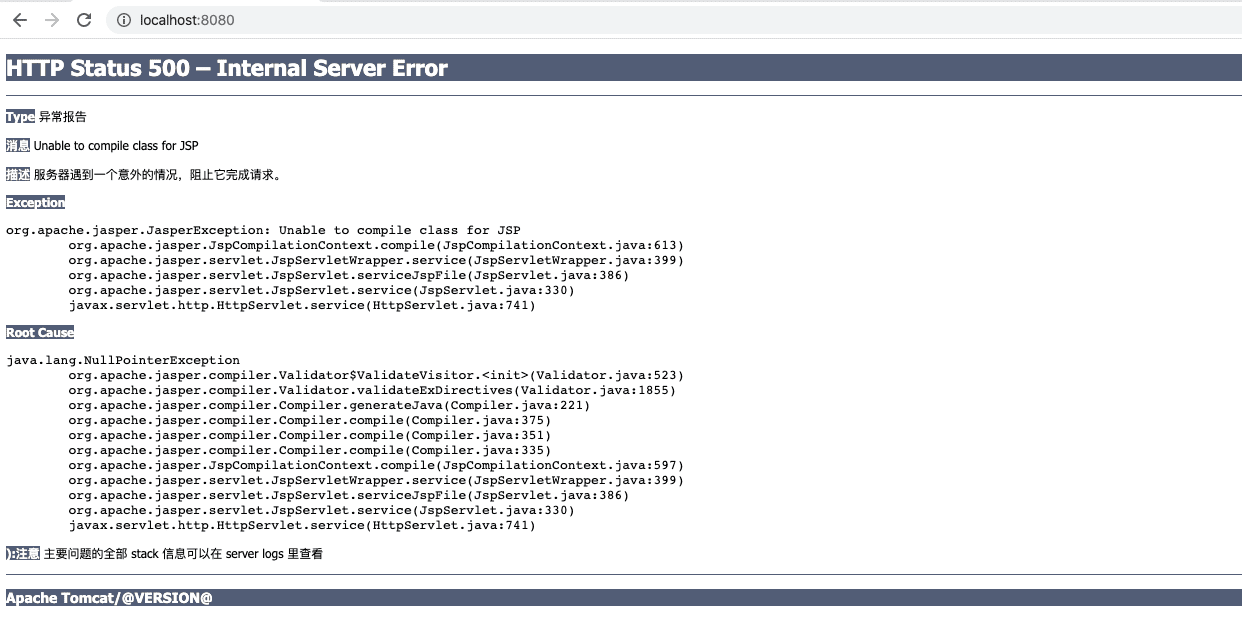 localhost:8080
HTTP Status 500 – Internal Server Error
Type 异常报告
消息 Unable to compile class for JSP
描述 服务器遇到一个意外的情况，阻止它完成请求。
Exception
org.apache.jasper.JasperException: Unable to compile class for JSP
org.apache.jasper.JspCompilationContext.compile(JspCompilationContext.java:613)
org.apache.jasper.servlet.JspServletWrapper.service(JspServletWrapper.java:399)
org.apache.jasper.servlet.JspServlet.serviceJspFile(JspServlet.java:386)
org.apache.jasper.servlet.JspServlet.service(JspServlet.java:330)
javax.servlet.http.HttpServlet.service(HttpServlet.java:741)
Root Cause
java.lang.NullPointerException
org.apache.jasper.compiler.Validator$ValidateVisitor.<init>(Validator.java:523)
org.apache.jasper.compiler.Validator.validateExDirectives(Validator.java:1855)
org.apache.jasper.compiler.Compiler.generateJava(Compiler.java:221)
org.apache.jasper.compiler.Compiler.compile(Compiler.java:375)
org.apache.jasper.compiler.Compiler.compile(Compiler.java:351)
org.apache.jasper.compiler.Compiler.compile(Compiler.java:335)
org.apache.jasper.JspCompilationContext.compile(JspCompilationContext.java:597)
org.apache.jasper.servlet.JspServletWrapper.service(JspServletWrapper.java:399)
org.apache.jasper.servlet.JspServlet.serviceJspFile(JspServlet.java:386)
org.apache.jasper.servlet.JspServlet.service(JspServlet.java:330)
javax.servlet.http.HttpServlet.service(HttpServlet.java:741)
):注意 主要问题的全部 stack 信息可以在 server logs 里查看
Apache Tomcat/@VERSION@